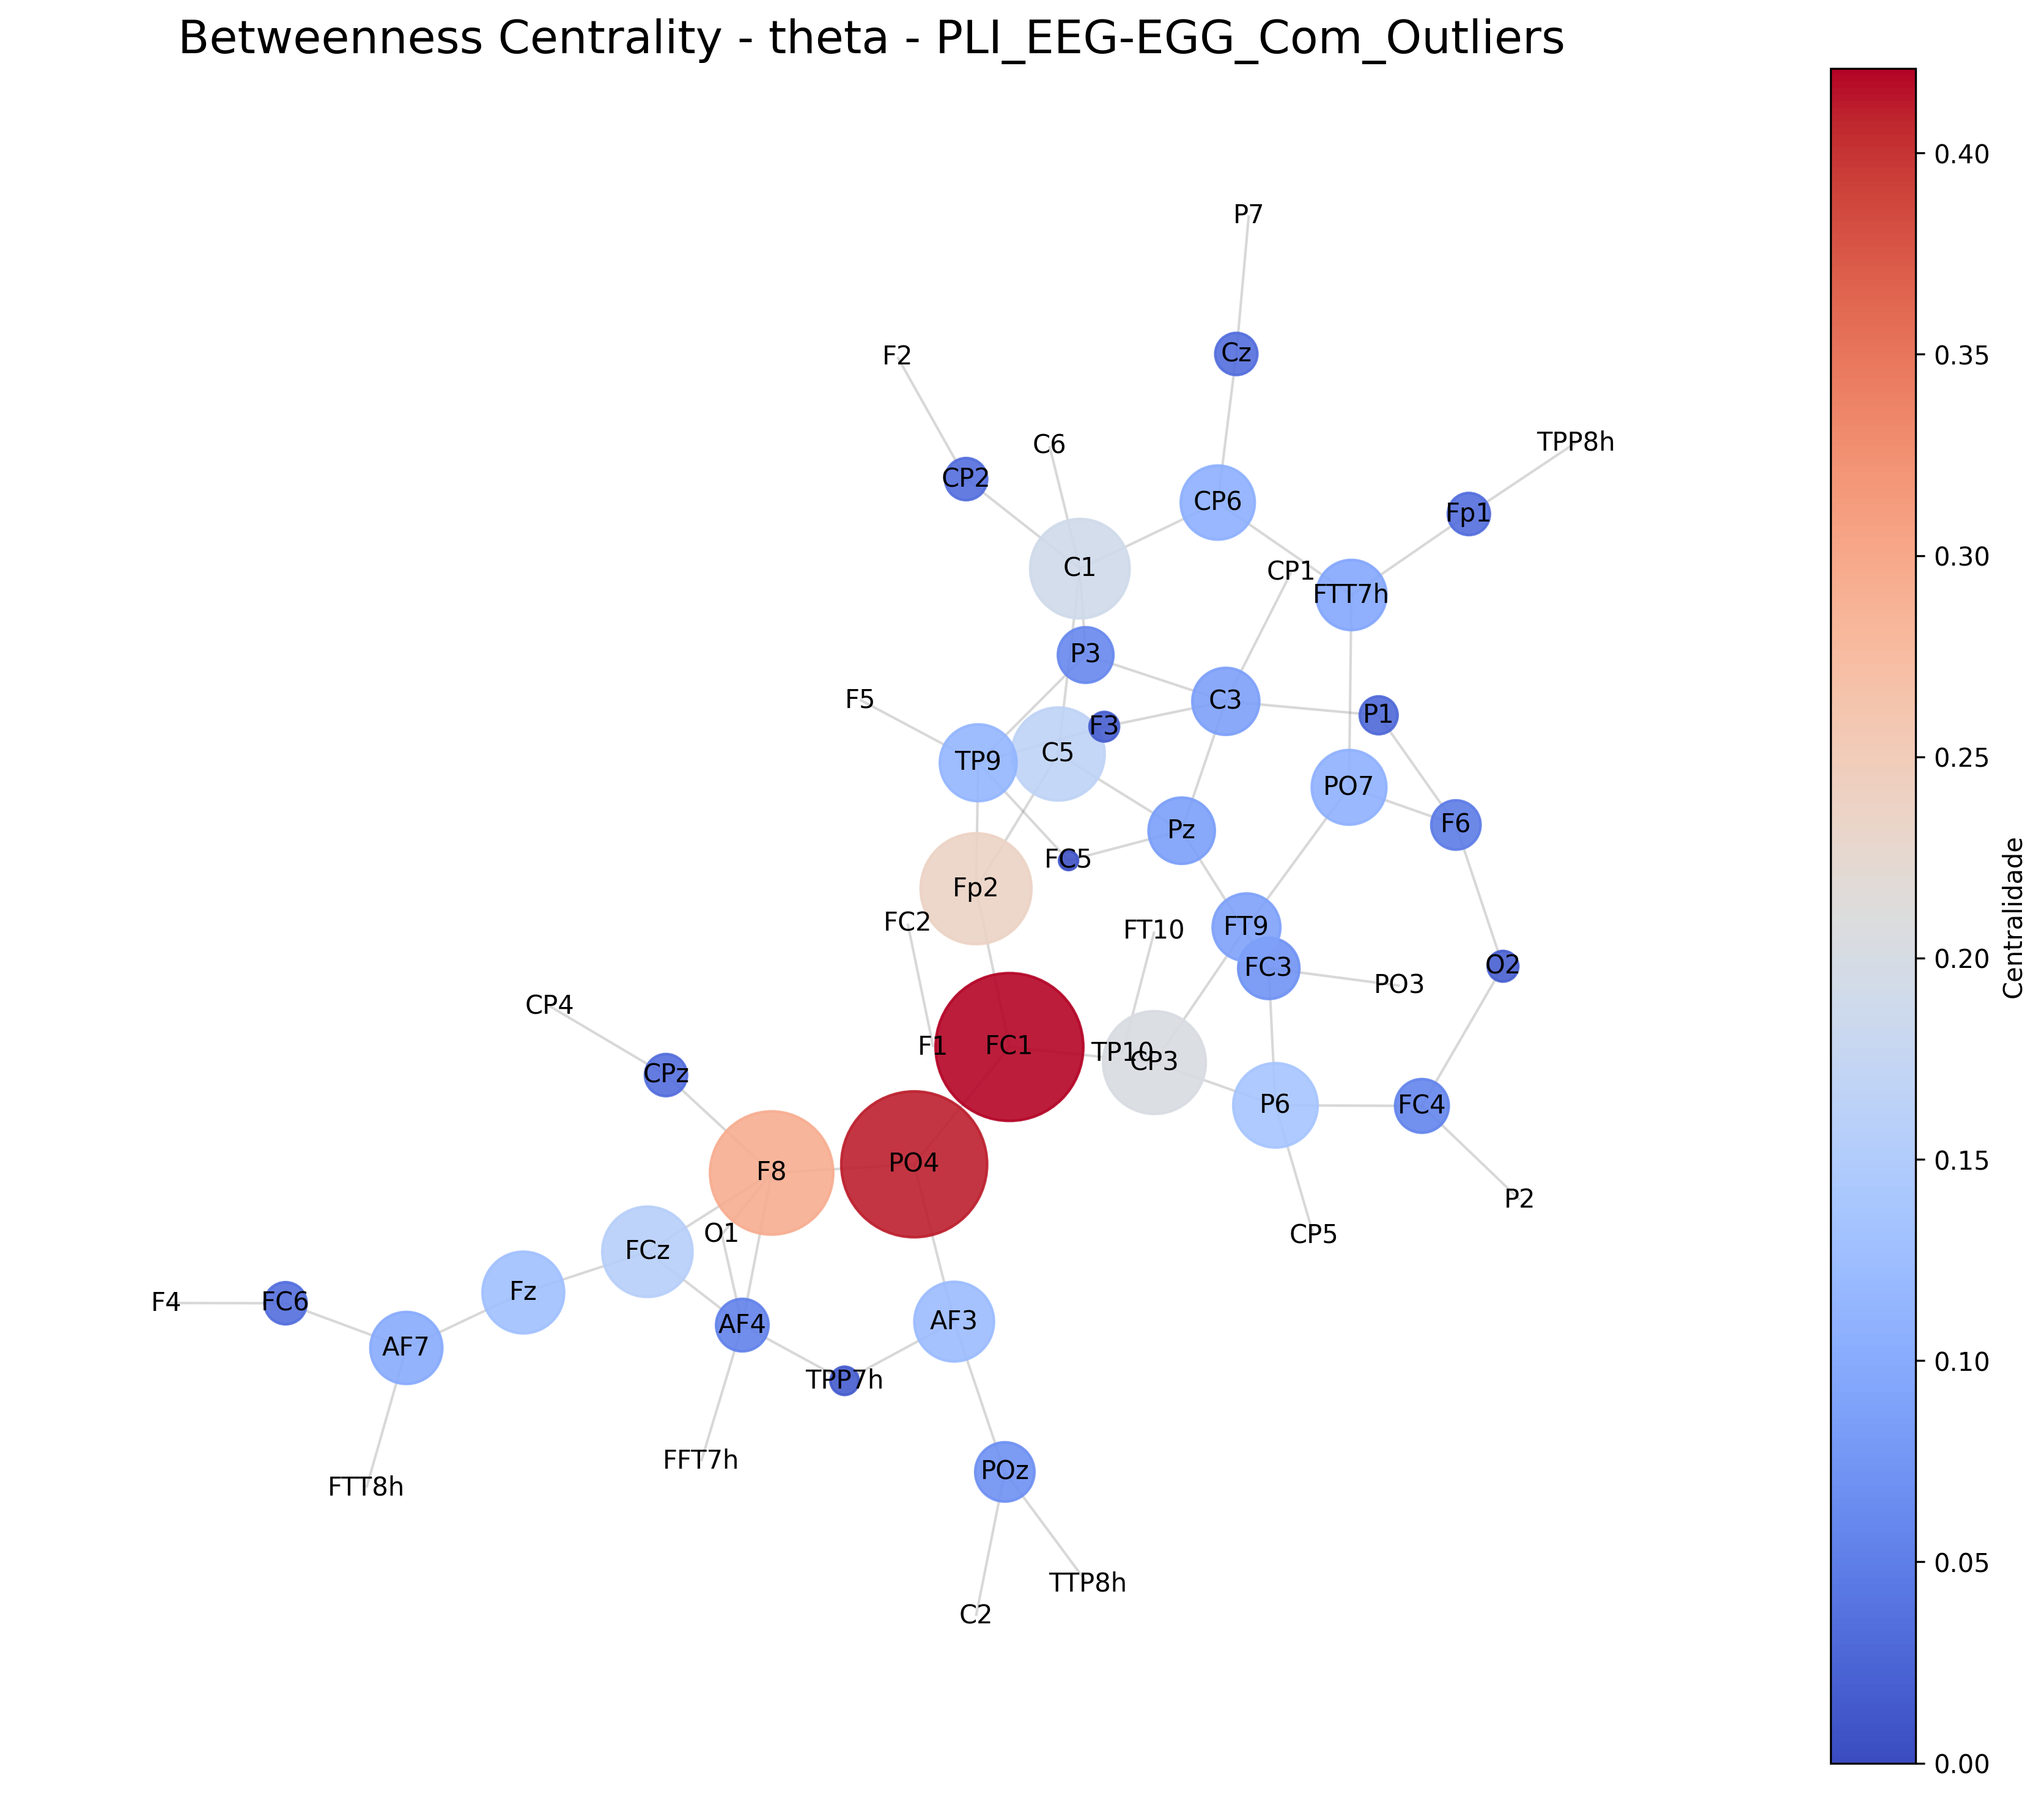 Betweenness Centrality - theta - PLI_EEG-EGG_Com_Outliers
0.40
P7
F2
Cz
0.35
C6
TPP8h
CP2
CP6
Fp1
0.30
C1
CP1
FTT7h
P3
F5
C3
P1
F3
0.25
C5
TP9
PO7
F6
Pz
FC5
Fp2
Centralidade
FC2
FT10
FT9
0.20
FC3
O2
PO3
CP4
F1
FC1
TP10
CP3
CPz
P6
FC4
0.15
PO4
F8
P2
O1
CP5
FCz
Fz
F4
FC6
AF4
AF3
AF7
0.10
TPP7h
FFT7h
POz
FTT8h
0.05
TTP8h
C2
0.00